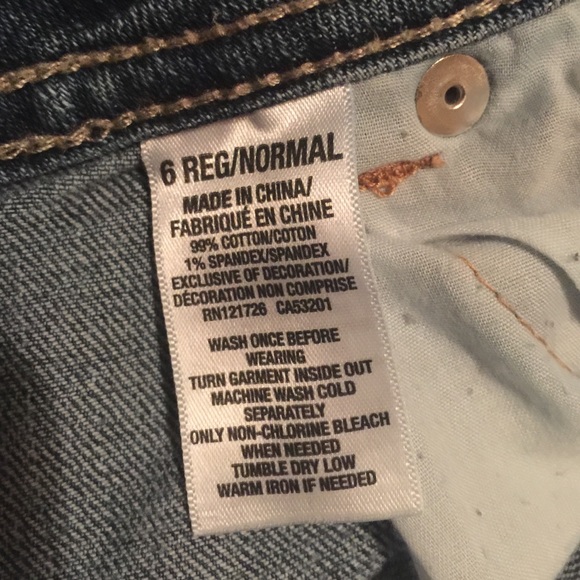 6 REG/NORMAL
MADE IN CHINA/
FABRIQUÉ EN CHINE
99% COTTON/COTON
1% SPANDEX/SPANDEX
EXCLUSIVE OF DECORATION/
DÉCORATION NON COMPRISE
RN121726 CA53201
WASH ONCE BEFORE
WEARING
TURN GARMENT INSIDE OUT
MACHINE WASH COLD
SEPARATELY
ONLY NON-CHLORINE BLEACH
WHEN NEEDED
TUMBLE DRY LOW
WARM IRON IF NEEDED